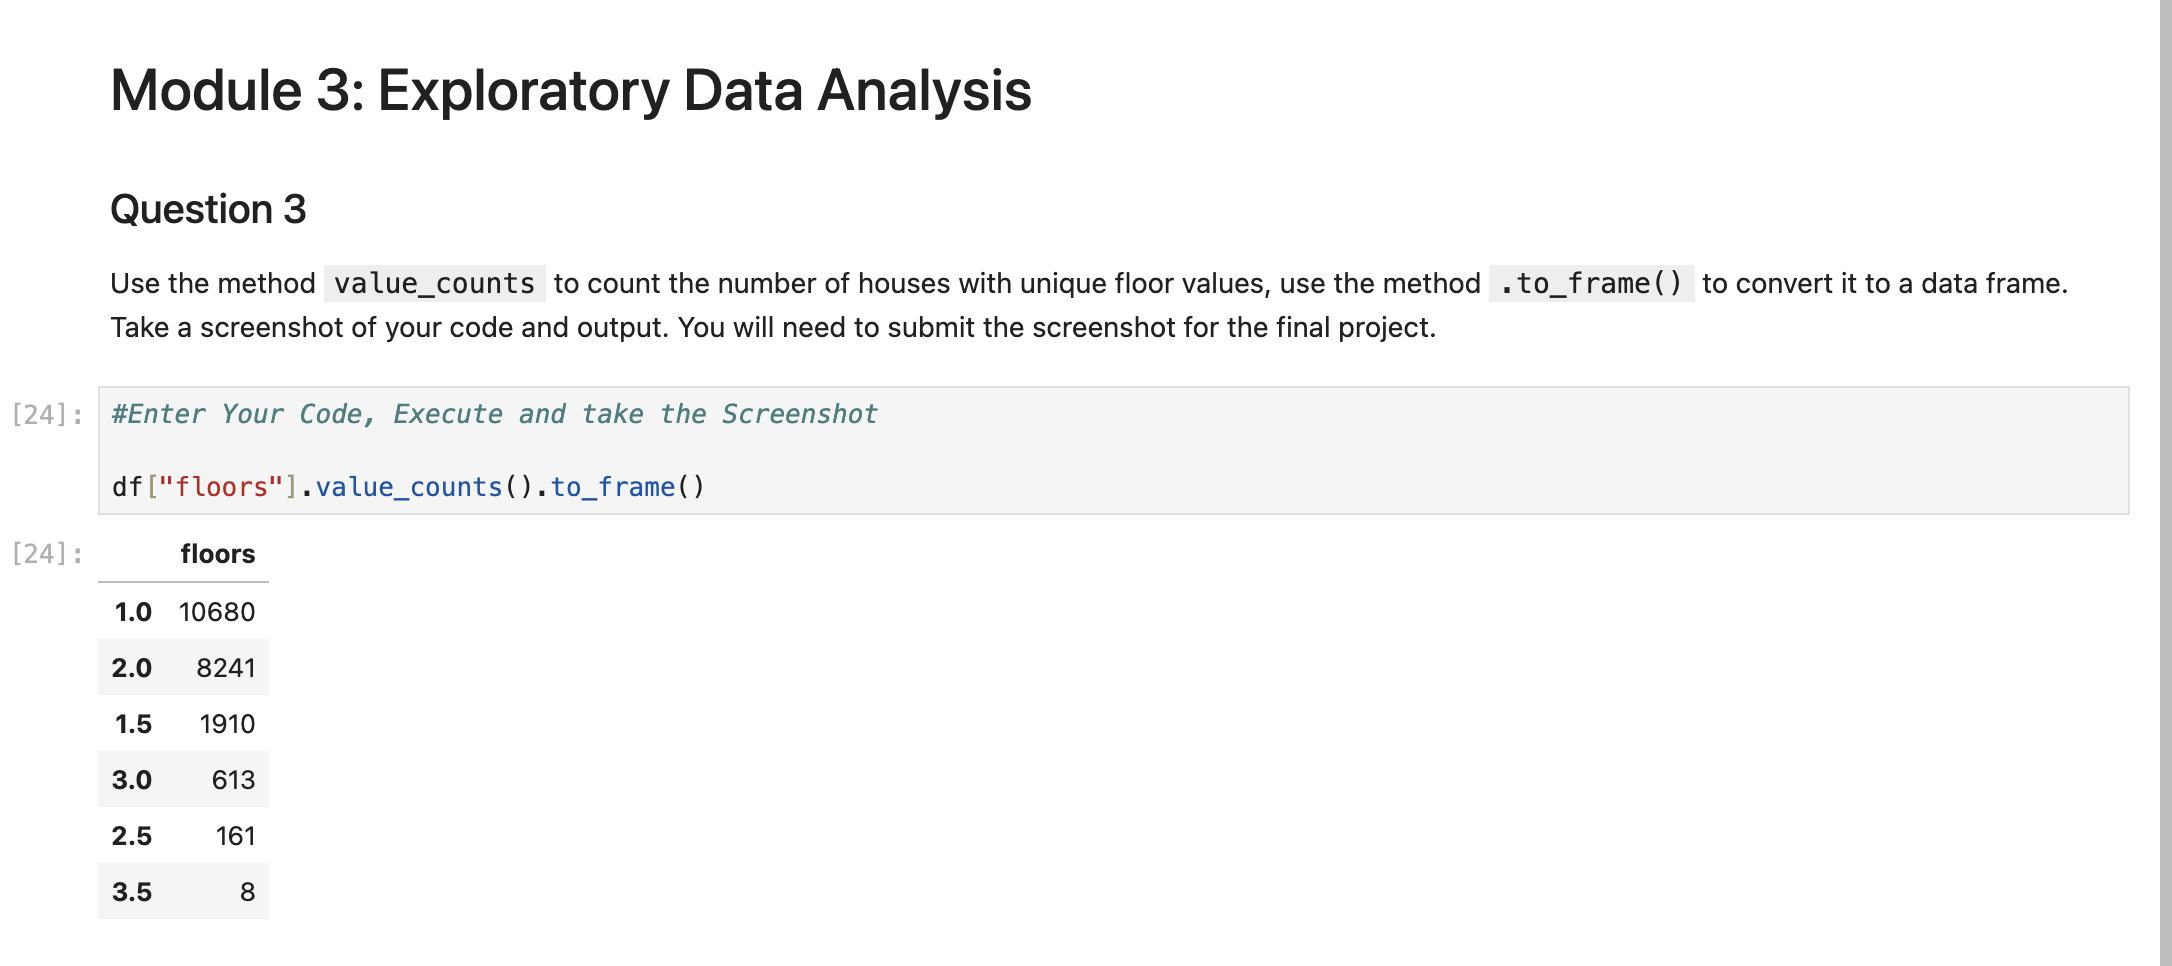 Module 3: Exploratory Data Analysis
Question 3
Use the method value_counts to count the number of houses with unique floor values, use the method .to_frame() to convert it to a data frame.
Take a screenshot of your code and output. You will need to submit the screenshot for the final project.
[24]: #Enter Your Code, Execute and take the Screenshot
df["floors"].value_counts().to_frame()
[24]: floors
1.0 10680
2.0 8241
1.5 1910
3.0 613
2.5 161
3.5 8